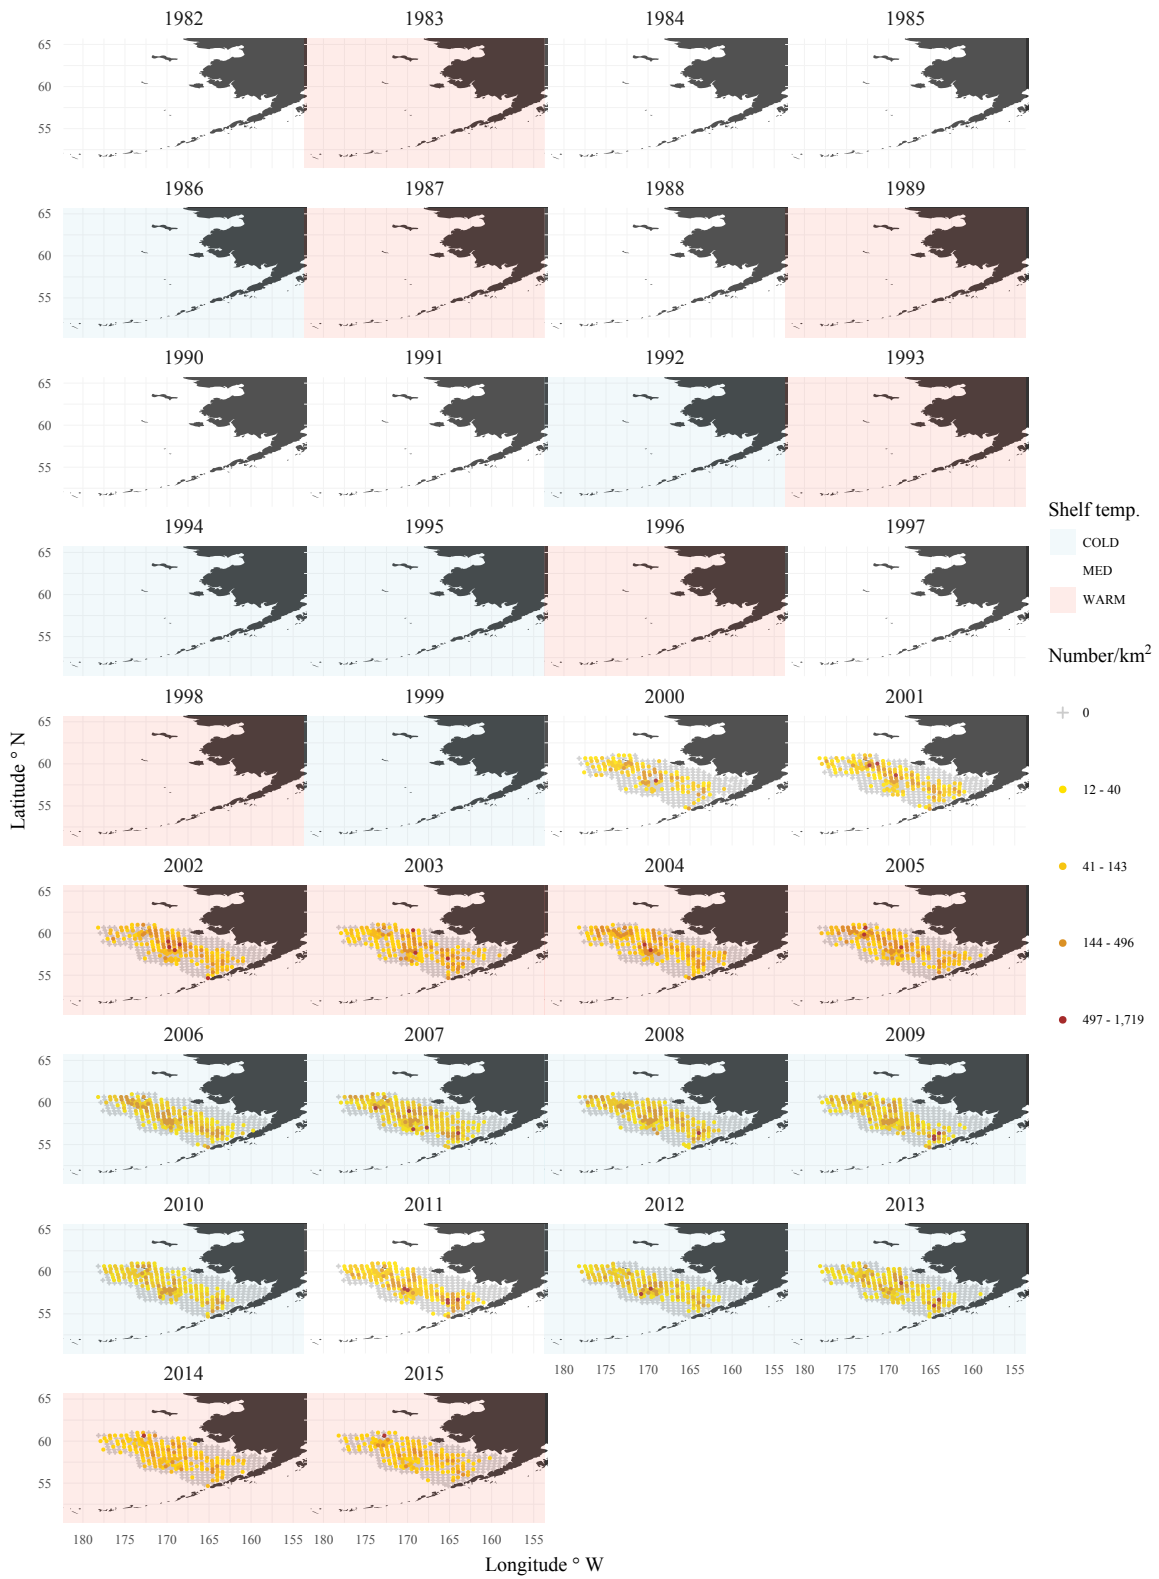 1982 1983 1984 1985
65
60
55
1986 1987 1988 1989
65
60
55
1990 1991 1992 1993
65
60
55
Shelf temp.
COLD
MED
WARM
1994 1995 1996 1997
65
60
55
Number/km²
0
12 - 40
41 - 143
144 - 496
497 - 1,719
1998 1999 2000 2001
65
60
55
Latitude ° N
2002 2003 2004 2005
65
60
55
2006 2007 2008 2009
65
60
55
2010 2011 2012 2013
65
60
55
180 175 170 165 160 155 180 175 170 165 160 155
2014 2015
65
60
55
180 175 170 165 160 155 180 175 170 165 160 155
Longitude ° W